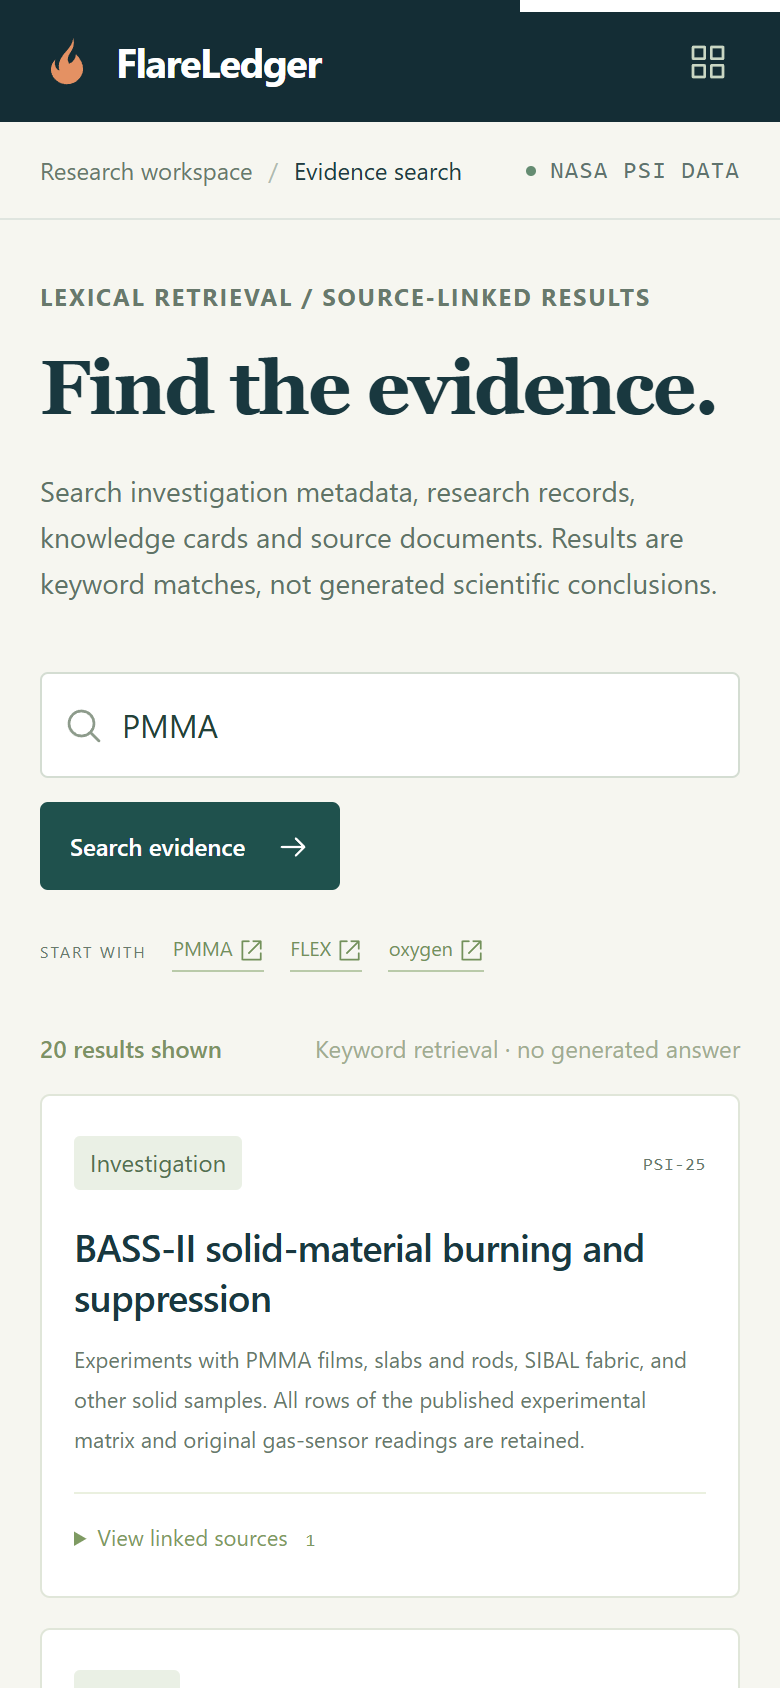 FlareLedger
Research workspace / Evidence search
NASA PSI DATA
LEXICAL RETRIEVAL / SOURCE-LINKED RESULTS
Find the evidence.
Search investigation metadata, research records,
knowledge cards and source documents. Results are
keyword matches, not generated scientific conclusions.
PMMA
Search evidence →
START WITH PMMA FLEX oxygen
20 results shown
Keyword retrieval · no generated answer
Investigation
PSI-25
BASS-II solid-material burning and
suppression
Experiments with PMMA films, slabs and rods, SIBAL fabric, and
other solid samples. All rows of the published experimental
matrix and original gas-sensor readings are retained.
View linked sources 1